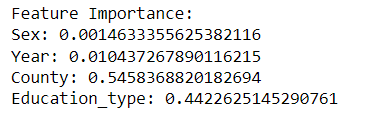 Feature Importance:
Sex: 0.0014633355625382116
Year: 0.010437267890116215
County: 0.5458368820182694
Education_type: 0.4422625145290761